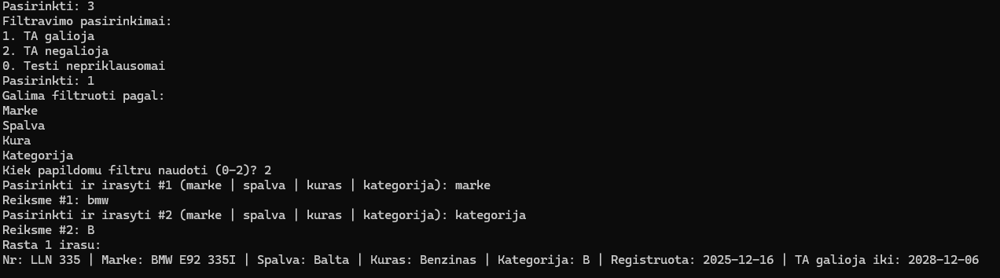 Pasirinkti: 3
Filtravimo pasirinkimai:
1. TA galioja
2. TA negalioja
0. Testi nepriklausomai
Pasirinkti: 1
Galima filtruoti pagal:
Marke
Spalva
Kura
Kategorija
Kiek papildomu filtru naudoti (0-2)? 2
Pasirinkti ir irasyti #1 (marke | spalva | kuras | kategorija): marke
Reiksme #1: bmw
Pasirinkti ir irasyti #2 (marke | spalva | kuras | kategorija): kategorija
Reiksme #2: B
Rasta 1 irasu:
Nr: LLN 335 | Marke: BMW E92 335I | Spalva: Balta | Kuras: Benzinas | Kategorija: B | Registruota: 2025-12-16 | TA galioja iki: 2028-12-06